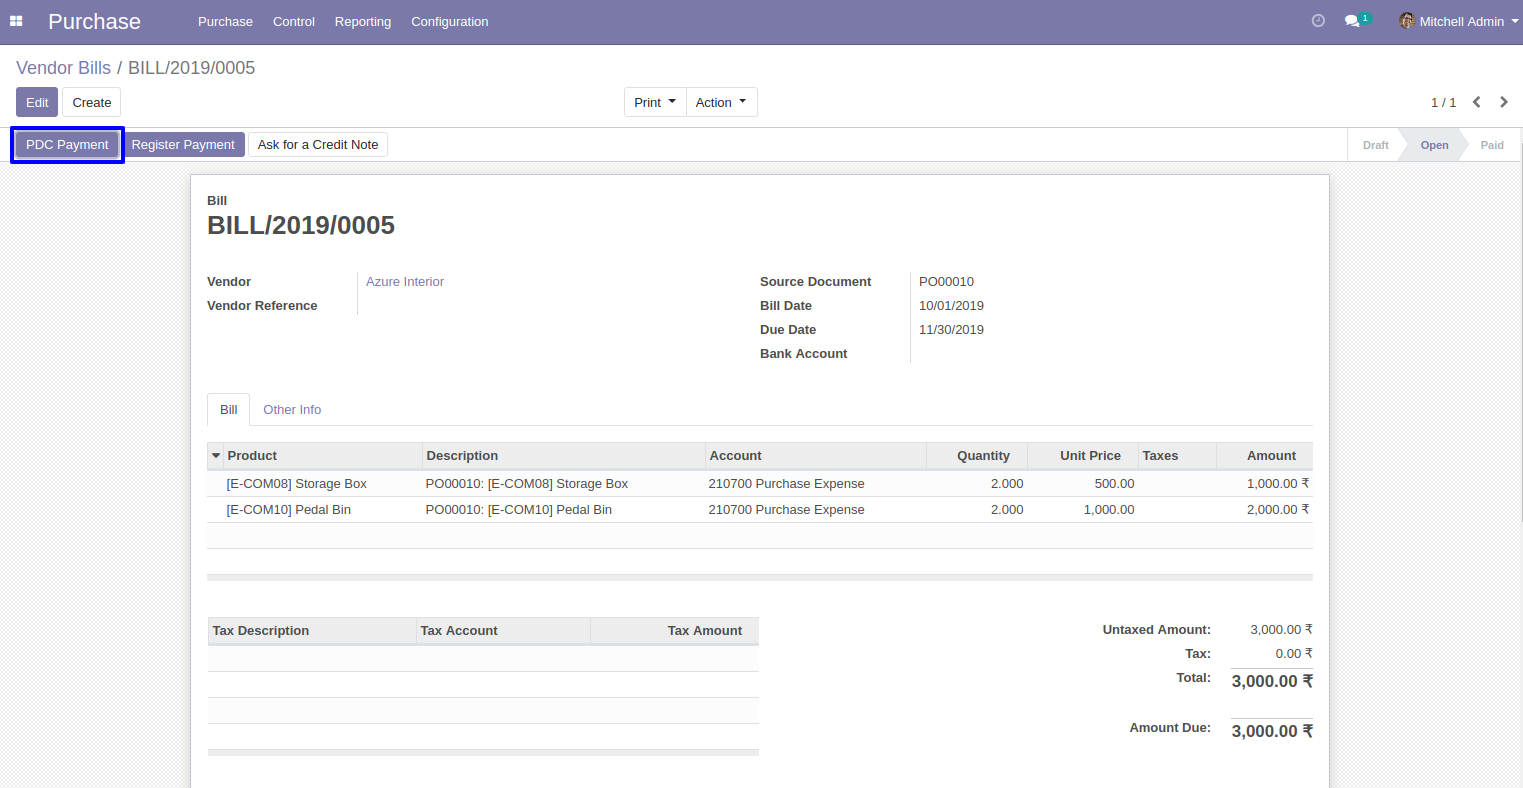 Purchase Purchase Control Reporting Configuration 1 Mitchell Admin
Vendor Bills / BILL/2019/0005
Edit Create Print Action 1 / 1
PDC Payment Register Payment Ask for a Credit Note Draft Open Paid
Bill
BILL/2019/0005
Vendor Azure Interior Source Document PO00010
Vendor Reference Bill Date 10/01/2019
Due Date 11/30/2019
Bank Account
Bill Other Info
Product Description Account Quantity Unit Price Taxes Amount
[E-COM08] Storage Box PO00010: [E-COM08] Storage Box 210700 Purchase Expense 2.000 500.00 1,000.00 ₹
[E-COM10] Pedal Bin PO00010: [E-COM10] Pedal Bin 210700 Purchase Expense 2.000 1,000.00 2,000.00 ₹
Tax Description Tax Account Tax Amount Untaxed Amount: 3,000.00 ₹
Tax: 0.00 ₹
Total: 3,000.00 ₹
Amount Due: 3,000.00 ₹